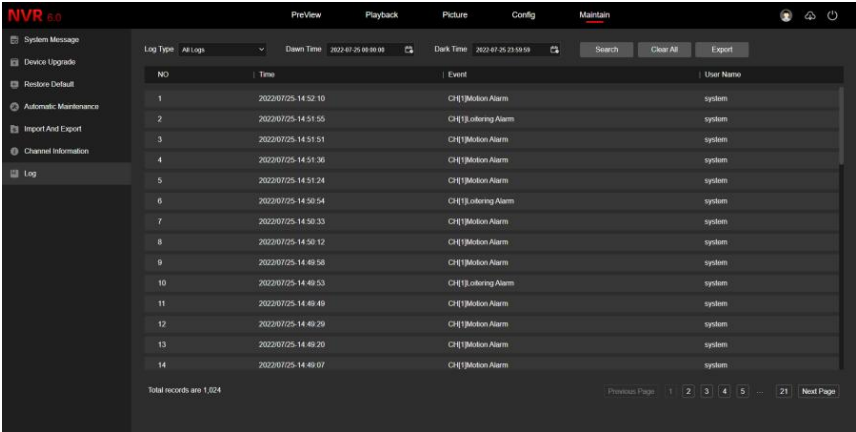 NVR 6.0 PreView Playback Picture Config Maintain
System Message
Device Upgrade
Restore Default
Automatic Maintenance
Import And Export
Channel Information
Log
Log Type All Logs Dawn Time 2022-07-25 00:00:00 Dark Time 2022-07-25 23:59:59 Search Clear All Export
NO Time Event User Name
1 2022/07/25-14:52:10 CH[1]Motion Alarm system
2 2022/07/25-14:51:55 CH[1]Loitering Alarm system
3 2022/07/25-14:51:51 CH[1]Motion Alarm system
4 2022/07/25-14:51:36 CH[1]Motion Alarm system
5 2022/07/25-14:51:24 CH[1]Motion Alarm system
6 2022/07/25-14:50:54 CH[1]Loitering Alarm system
7 2022/07/25-14:50:33 CH[1]Motion Alarm system
8 2022/07/25-14:50:12 CH[1]Motion Alarm system
9 2022/07/25-14:49:58 CH[1]Motion Alarm system
10 2022/07/25-14:49:53 CH[1]Loitering Alarm system
11 2022/07/25-14:49:49 CH[1]Motion Alarm system
12 2022/07/25-14:49:29 CH[1]Motion Alarm system
13 2022/07/25-14:49:20 CH[1]Motion Alarm system
14 2022/07/25-14:49:07 CH[1]Motion Alarm system
Total records are 1,024 Previous Page 1 2 3 4 5 ... 21 Next Page